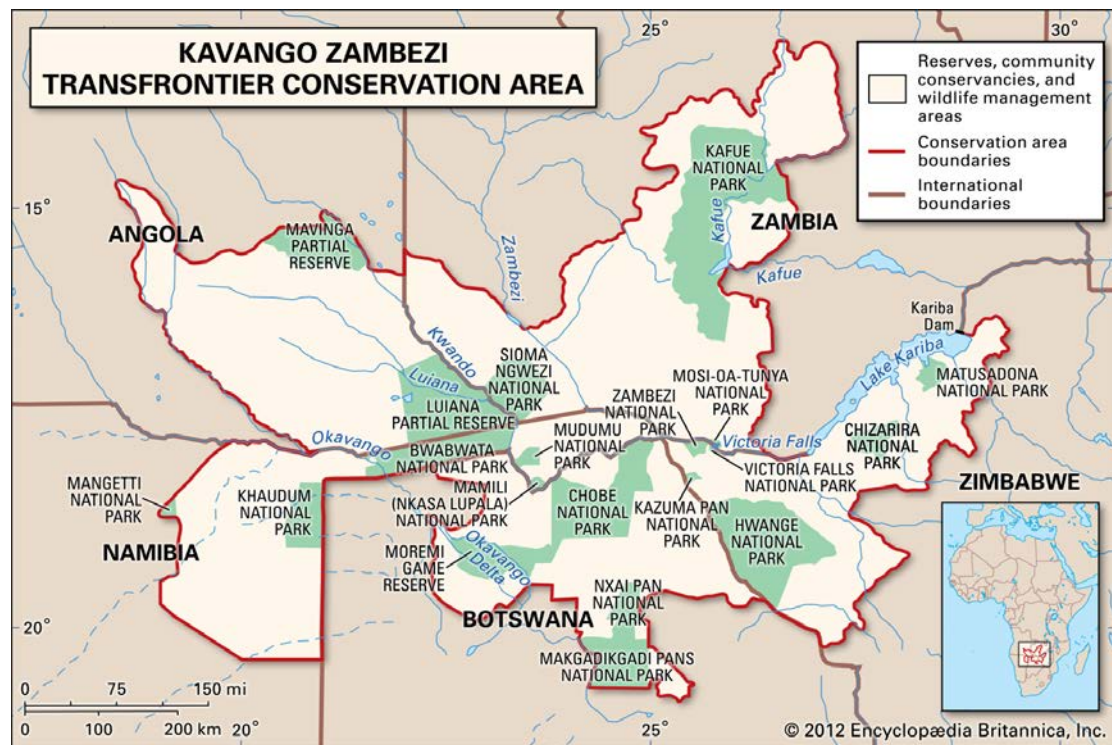 KAVANGO ZAMBEZI
TRANSFRONTIER CONSERVATION AREA
25°
30°
Reserves, community
conservancies, and
wildlife management
areas
Conservation area
boundaries
International
boundaries
15°
ANGOLA
MAVINGA
PARTIAL
RESERVE
Zambezi
KAFUE
NATIONAL
PARK
Kafue
ZAMBIA
Kafue
Kwando
Luiana
SIOMA
NGWEZI
NATIONAL
PARK
LUIANA
PARTIAL RESERVE
Okavango
BWABWATA
NATIONAL PARK
MUDUMU
NATIONAL
PARK
MAMILI
(NKASA LUPALA)
NATIONAL PARK
ZAMBEZI
NATIONAL
PARK
MOSI-OA-TUNYA
NATIONAL
PARK
Victoria Falls
VICTORIA FALLS
NATIONAL PARK
Kariba
Dam
Lake Kariba
MATUSADONA
NATIONAL PARK
CHIZARIRA
NATIONAL
PARK
ZIMBABWE
MANGETTI
NATIONAL
PARK
KHAUDUM
NATIONAL
PARK
NAMIBIA
CHOBE
NATIONAL
PARK
KAZUMA PAN
NATIONAL
PARK
HWANGE
NATIONAL
PARK
MOREMI
GAME
RESERVE
Okavango
Delta
BOTSWANA
NXAI PAN
NATIONAL
PARK
MAKGADIKGADI PANS
NATIONAL PARK
20°
0 75 150 mi
0 100 200 km
20°
25°
© 2012 Encyclopædia Britannica, Inc.